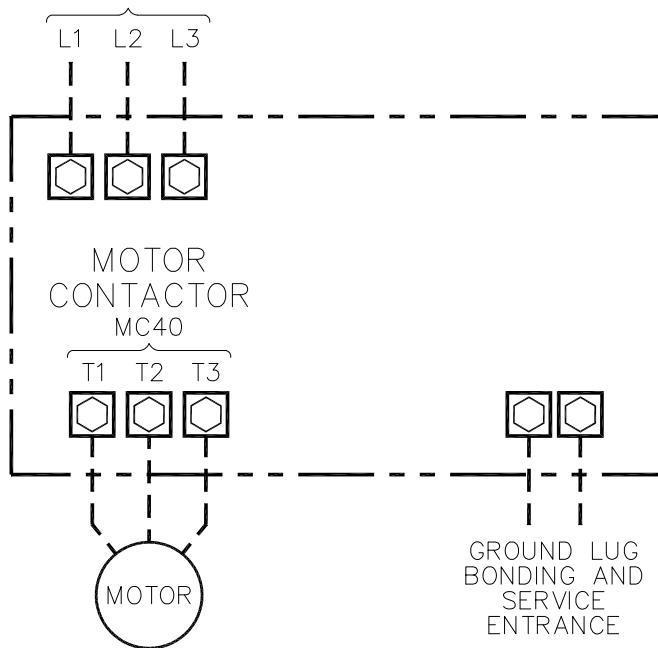 L1 L2 L3
MOTOR
CONTACTOR
MC40
T1 T2 T3
MOTOR
GROUND LUG
BONDING AND
SERVICE
ENTRANCE